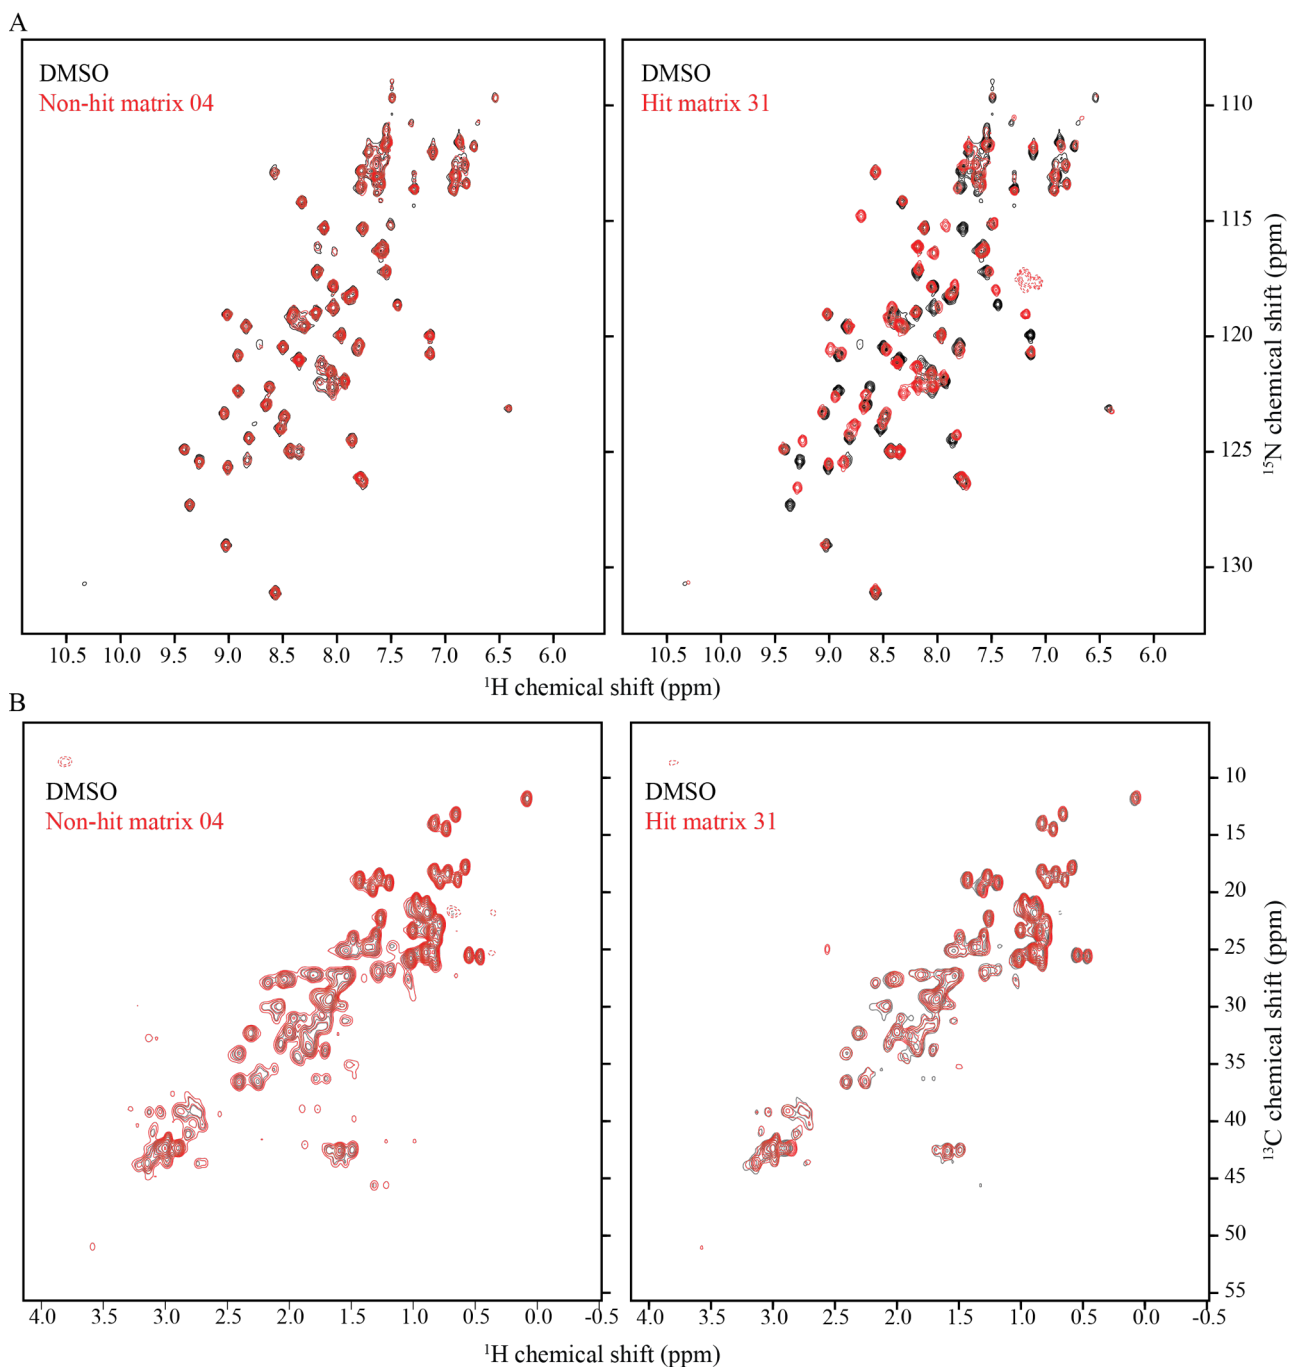 A
DMSO
Non-hit matrix 04
DMSO
Hit matrix 31
110
115
120
125
130
¹⁵N chemical shift (ppm)
10.5 10.0 9.5 9.0 8.5 8.0 7.5 7.0 6.5 6.0
10.5 10.0 9.5 9.0 8.5 8.0 7.5 7.0 6.5 6.0
¹H chemical shift (ppm)
B
DMSO
Non-hit matrix 04
DMSO
Hit matrix 31
10
15
20
25
30
35
40
45
50
55
¹³C chemical shift (ppm)
4.0 3.5 3.0 2.5 2.0 1.5 1.0 0.5 0.0 -0.5
4.0 3.5 3.0 2.5 2.0 1.5 1.0 0.5 0.0 -0.5
¹H chemical shift (ppm)